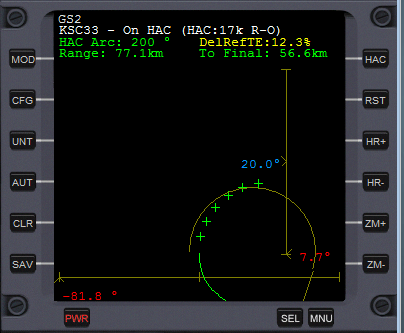 GS2
KSC33 - On HAC (HAC:17k R-O)
HAC Arc: 200 ° DelRefTE:12.3%
Range: 77.1km To Final: 56.6km
MOD HAC
CFG RST
20.0°
UNT HR+
AUT HR-
CLR ZM+
7.7°
SAV ZM-
-81.8 °
PWR SEL MNU